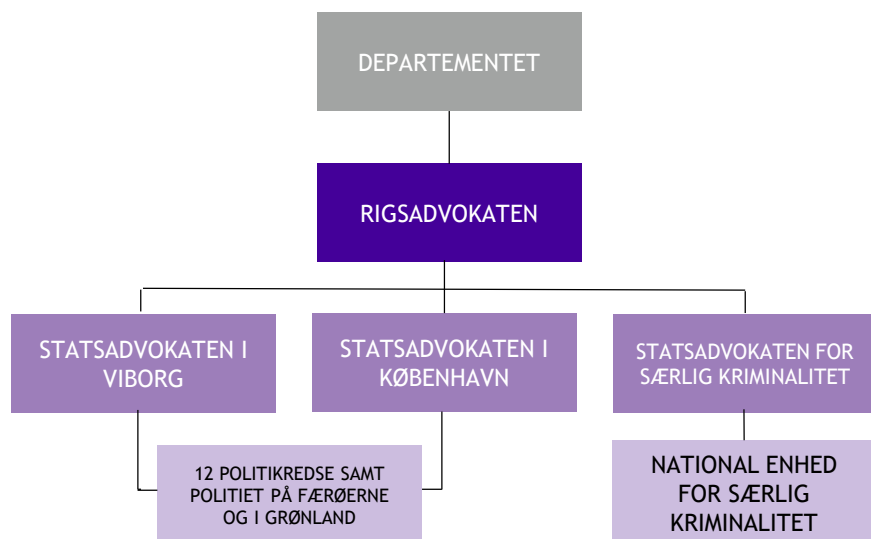 DEPARTEMENTET
RIGSADVOKATEN
STATSADVOKATEN I
VIBORG
STATSADVOKATEN I
KØBENHAVN
STATSADVOKATEN FOR
SÆRLIG KRIMINALITET
12 POLITIKREDSE SAMT
POLITIET PÅ FÆRØERNE
OG I GRØNLAND
NATIONAL ENHED
FOR SÆRLIG
KRIMINALITET